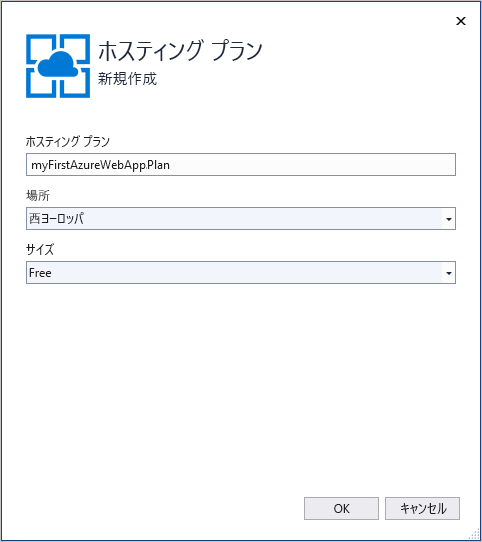 ホスティング プラン
新規作成
ホスティング プラン
myFirstAzureWebApp.Plan
場所
西ヨーロッパ
サイズ
Free
OK
キャンセル